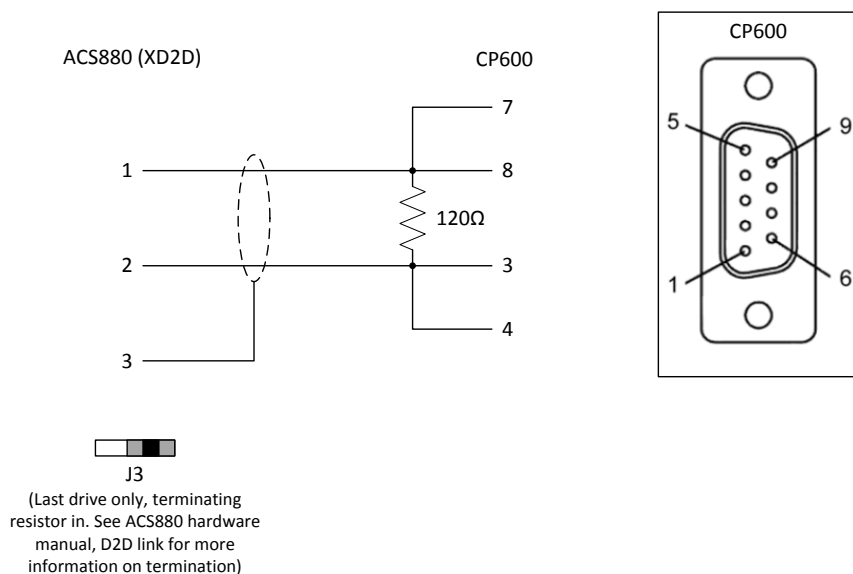 ACS880 (XD2D)
CP600
7
1
8
120Ω
2
3
4
3
J3
(Last drive only, terminating
resistor in. See ACS880 hardware
manual, D2D link for more
information on termination)
CP600
5
9
1
6